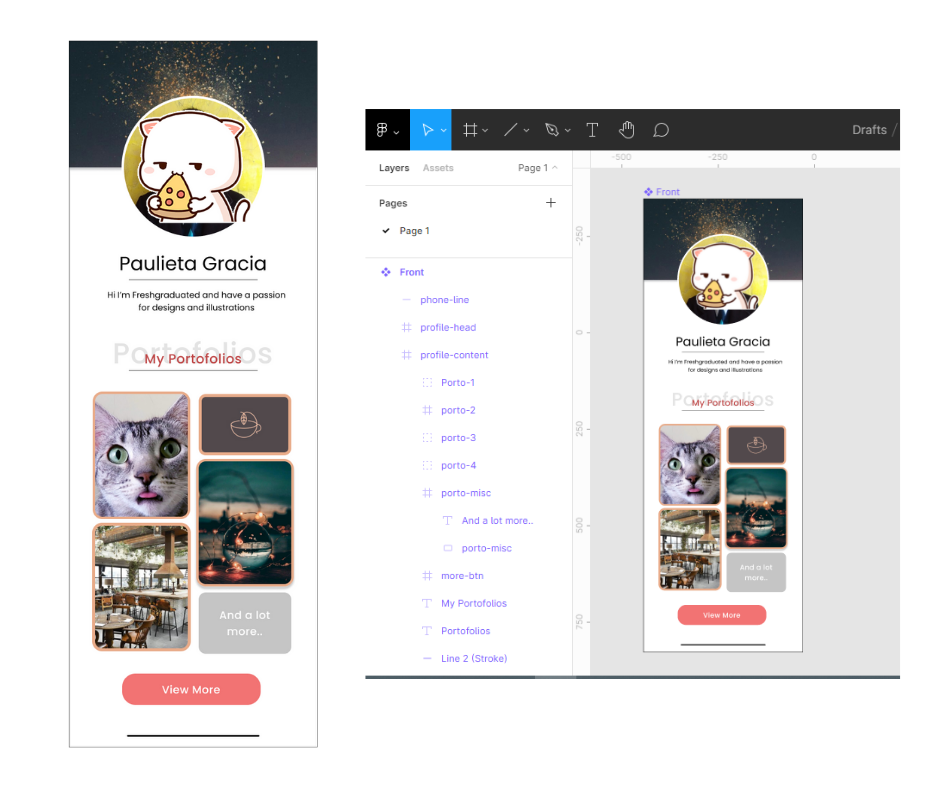 Paulieta Gracia
Hi I'm Freshgraduated and have a passion
for designs and illustrations
Portofolios
My Portofolios
And a lot
more..
View More
Drafts /
Layers
Assets
Page 1
Pages
Page 1
Front
phone-line
profile-head
profile-content
Porto-1
porto-2
porto-3
porto-4
porto-misc
And a lot more..
porto-misc
more-btn
My Portofolios
Portofolios
Line 2 (Stroke)
-500
-250
0
-250
0
250
500
750
Front
Paulieta Gracia
Hi I'm Freshgraduated and have a passion
for designs and illustrations
Portofolios
My Portofolios
And a lot
more..
View More